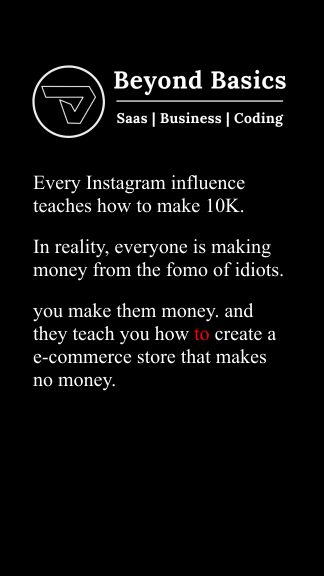 Beyond Basics
Saas | Business | Coding
Every Instagram influence
teaches how to make 10K.
In reality, everyone is making
money from the fomo of idiots.
you make them money. and
they teach you how to create a
e-commerce store that makes
no money.